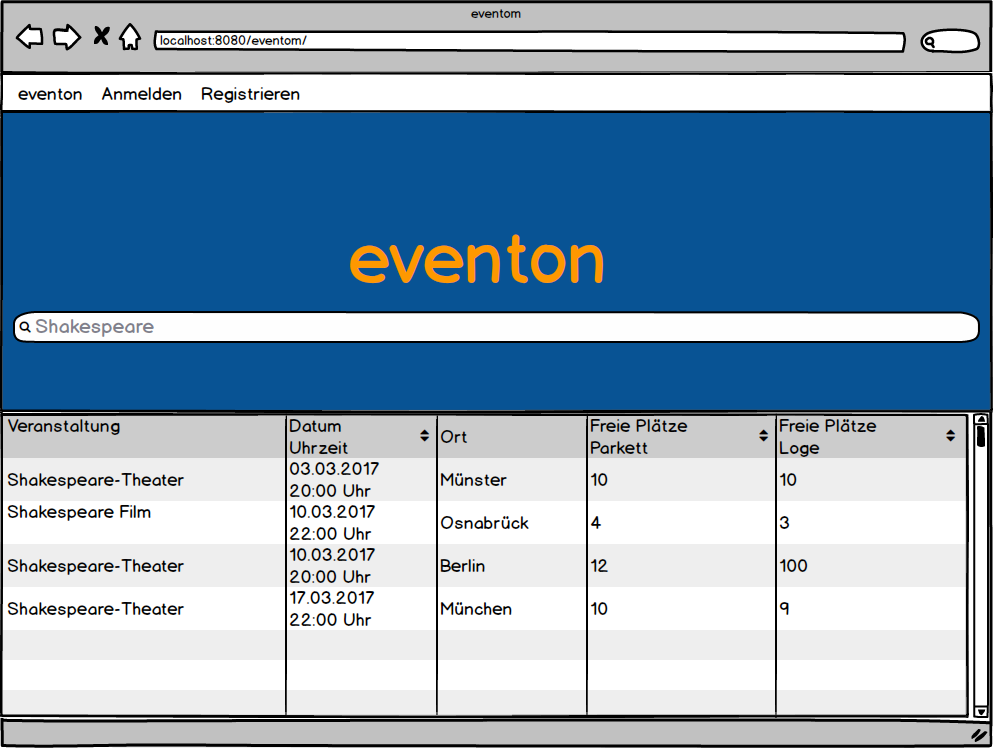 eventom
localhost:8080/eventom/
eventon Anmelden Registrieren
eventon
Shakespeare
Veranstaltung
Datum
Uhrzeit
Ort
Freie Plätze
Parkett
Freie Plätze
Loge
Shakespeare-Theater
03.03.2017
20:00 Uhr
Münster
10
10
Shakespeare Film
10.03.2017
22:00 Uhr
Osnabrück
4
3
Shakespeare-Theater
10.03.2017
20:00 Uhr
Berlin
12
100
Shakespeare-Theater
17.03.2017
22:00 Uhr
München
10
9